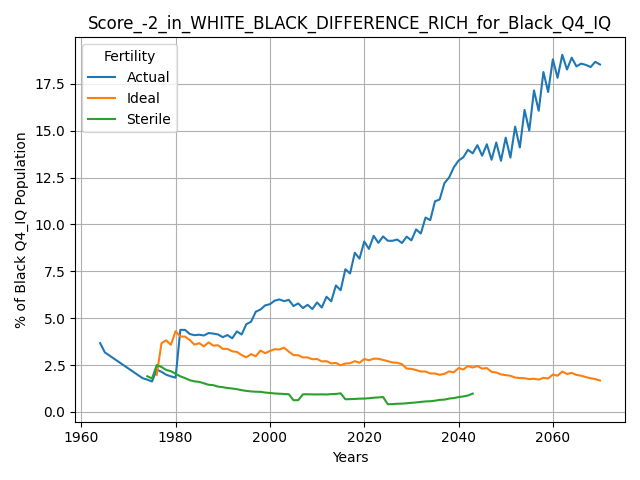 Score_-2_in_WHITE_BLACK_DIFFERENCE_RICH_for_Black_Q4_IQ
Fertility
Actual
Ideal
Sterile
% of Black Q4_IQ Population
17.5
15.0
12.5
10.0
7.5
5.0
2.5
0.0
1960
1980
2000
2020
2040
2060
Years